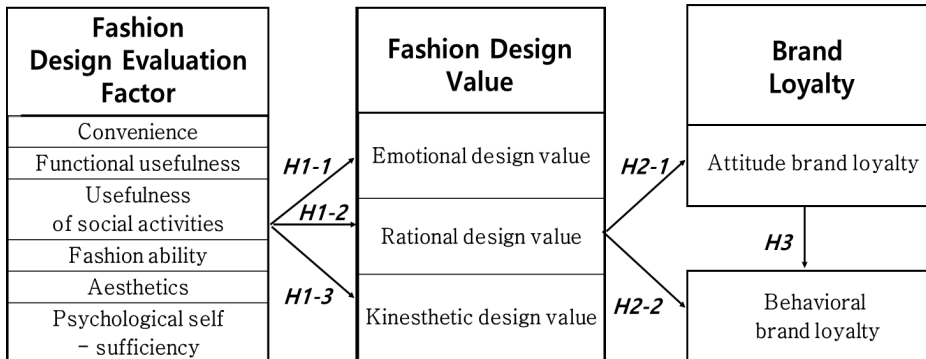 Fashion
Design Evaluation
Factor
Convenience
Functional usefulness
Usefulness
of social activities
Fashion ability
Aesthetics
Psychological self
- sufficiency
H1-1
H1-2
H1-3
Fashion Design
Value
Emotional design value
Rational design value
Kinesthetic design value
H2-1
H2-2
Brand
Loyalty
Attitude brand loyalty
H3
Behavioral
brand loyalty